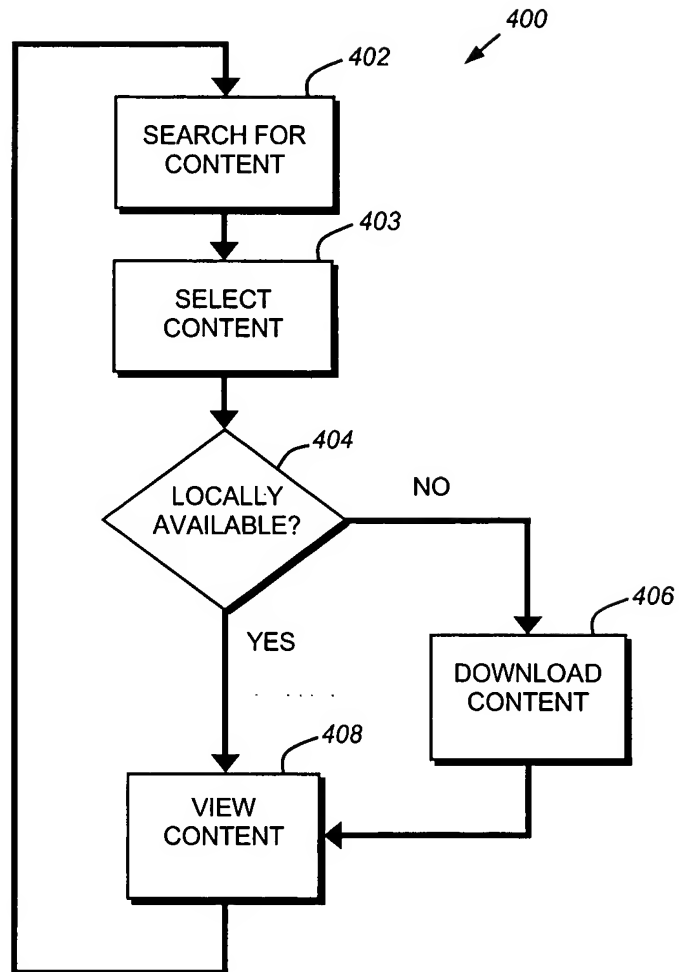 400
402
SEARCH FOR
CONTENT
403
SELECT
CONTENT
404
LOCALLY
AVAILABLE?
NO
YES
406
DOWNLOAD
CONTENT
408
VIEW
CONTENT